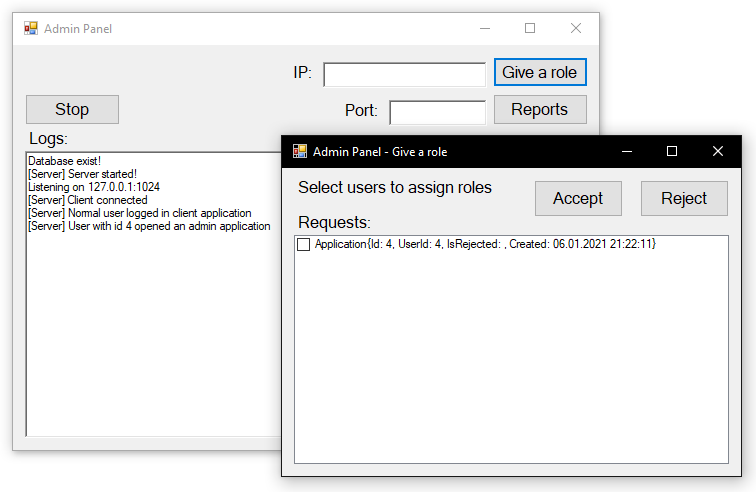 Admin Panel
IP:
Give a role
Stop
Port:
Reports
Logs:
Database exist!
[Server] Server started!
Listening on 127.0.0.1:1024
[Server] Client connected
[Server] Normal user logged in client application
[Server] User with id 4 opened an admin application
Admin Panel - Give a role
Select users to assign roles
Accept
Reject
Requests:
Application{Id: 4, UserId: 4, IsRejected: , Created: 06.01.2021 21:22:11}